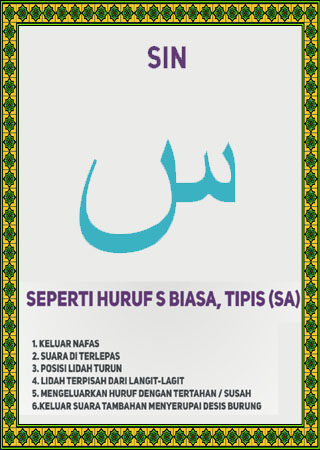 SIN
س
SEPERTI HURUF S BIASA, TIPIS (SA)
1. KELUAR NAFAS
2. SUARA DI TERLEPAS
3. POSISI LIDAH TURUN
4. LIDAH TERPISAH DARI LANGIT-LAGIT
5. MENGELUARKAN HURUF DENGAN TERTAHAN / SUSAH
6.KELUAR SUARA TAMBAHAN MENYERUPAI DESIS BURUNG